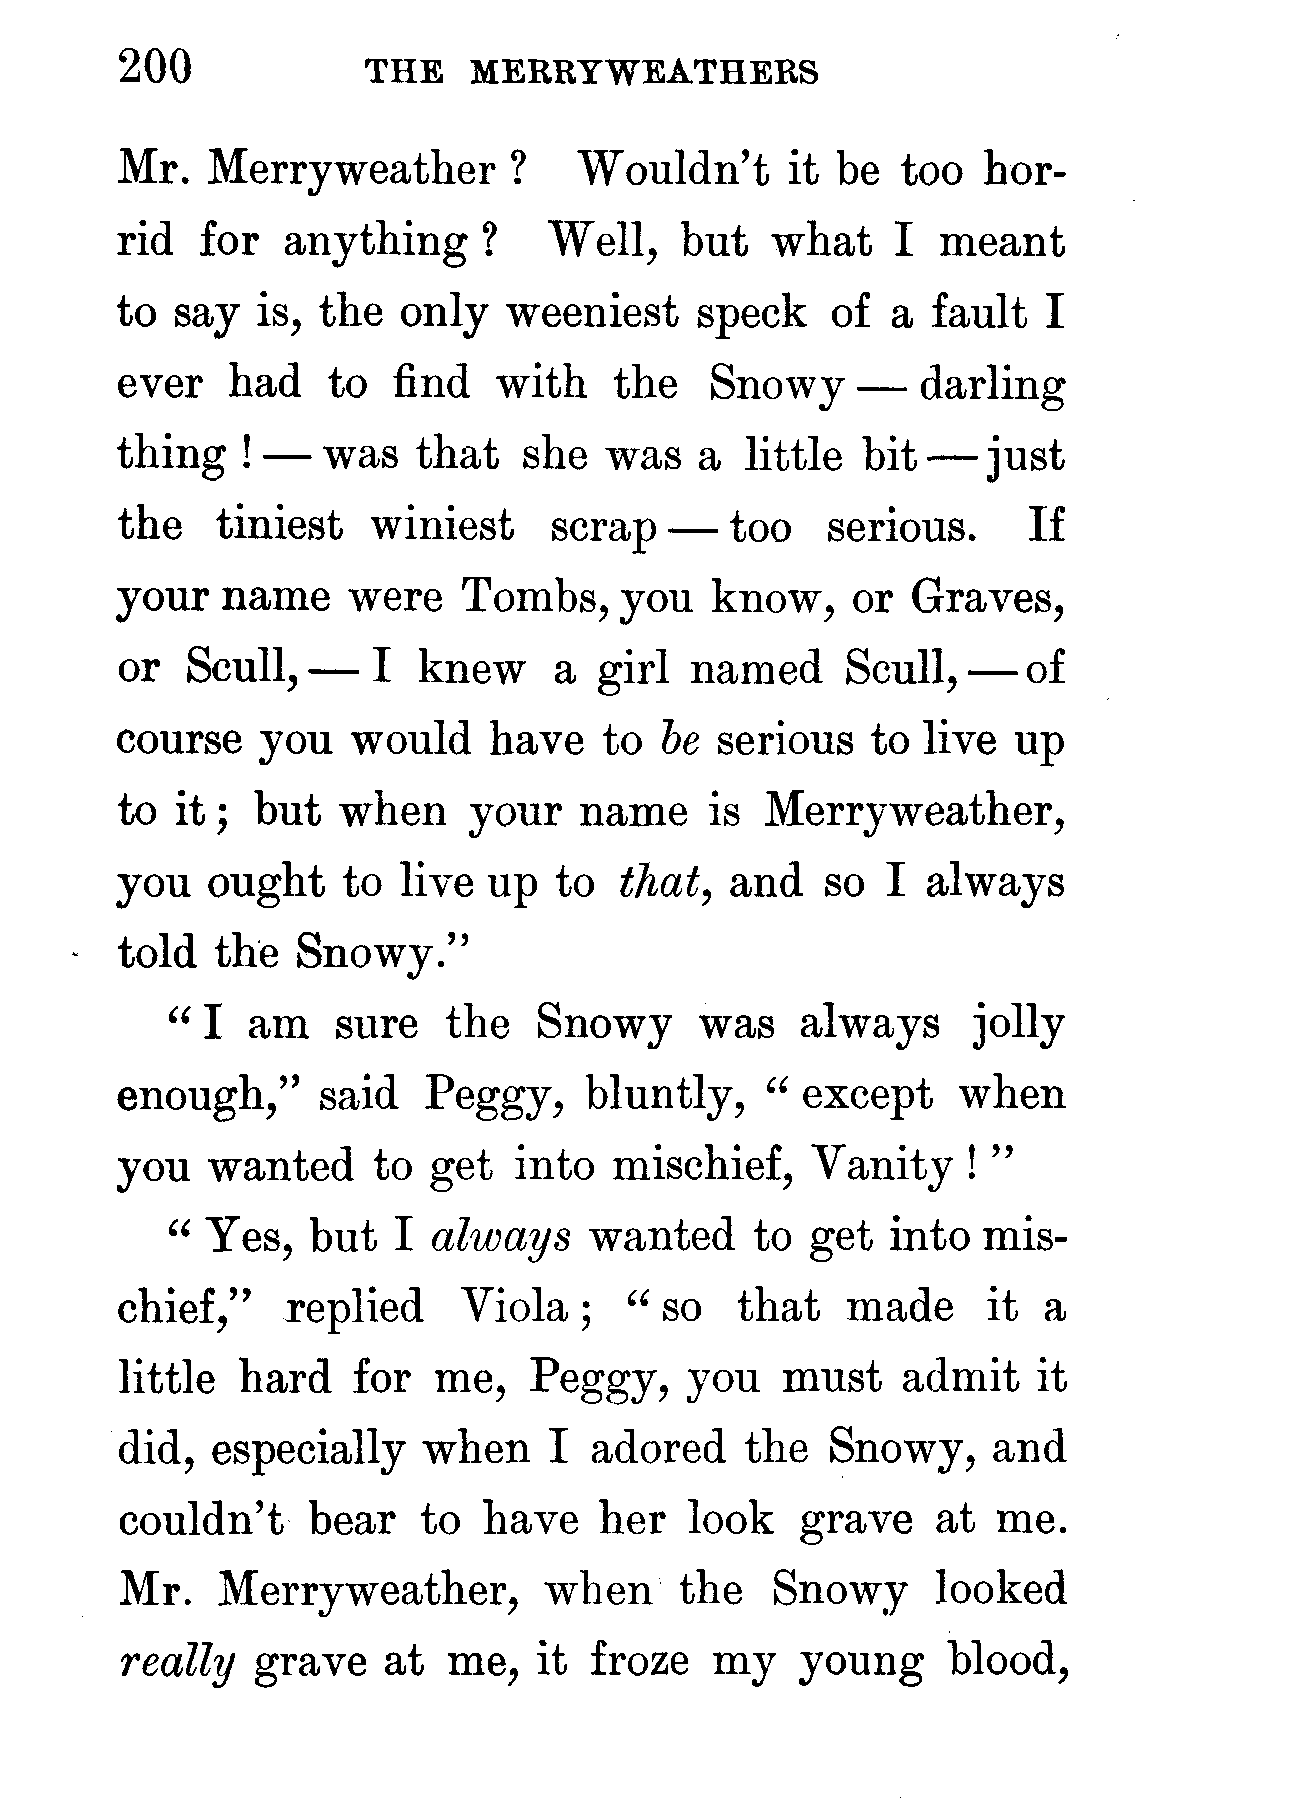 200 THE MERRYWEATHERS
Mr. Merryweather? Wouldn't it be too hor-
rid for anything? Well, but what I meant
to say is, the only weeniest speck of a fault I
ever had to find with the Snowy — darling
thing! — was that she was a little bit — just
the tiniest winiest scrap — too serious. If
your name were Tombs, you know, or Graves,
or Scull, — I knew a girl named Scull, — of
course you would have to be serious to live up
to it; but when your name is Merryweather,
you ought to live up to that, and so I always
told the Snowy."
"I am sure the Snowy was always jolly
enough," said Peggy, bluntly, "except when
you wanted to get into mischief, Vanity!"
"Yes, but I always wanted to get into mis-
chief," replied Viola; "so that made it a
little hard for me, Peggy, you must admit it
did, especially when I adored the Snowy, and
couldn't bear to have her look grave at me.
Mr. Merryweather, when the Snowy looked
really grave at me, it froze my young blood,